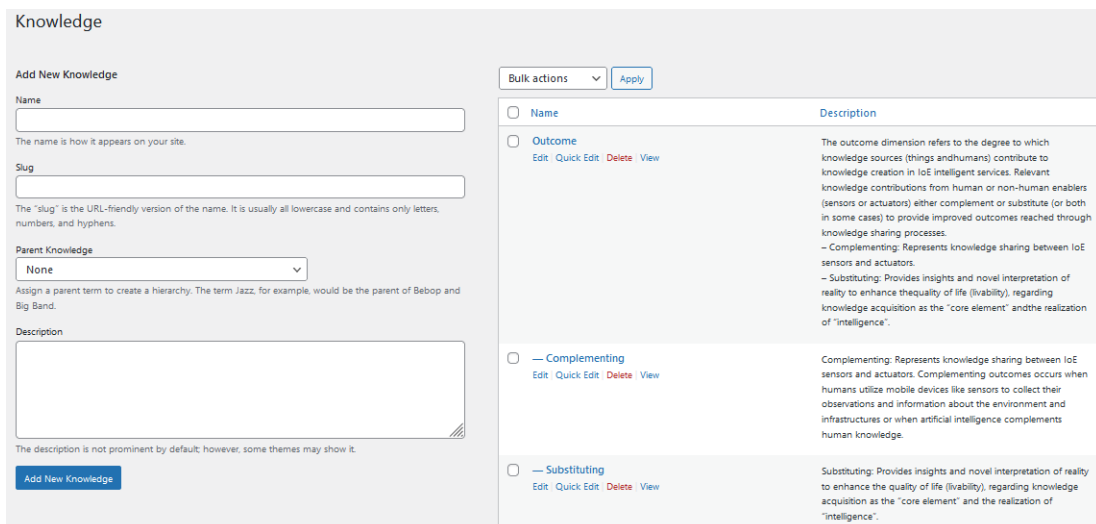 Knowledge
Add New Knowledge
Name
The name is how it appears on your site.
Slug
The “slug” is the URL-friendly version of the name. It is usually all lowercase and contains only letters,
numbers, and hyphens.
Parent Knowledge
None
Assign a parent term to create a hierarchy. The term Jazz, for example, would be the parent of Bebop and
Big Band.
Description
The description is not prominent by default; however, some themes may show it.
Add New Knowledge
Bulk actions
Apply
Name
Description
Outcome
Edit | Quick Edit | Delete | View
The outcome dimension refers to the degree to which
knowledge sources (things andhumans) contribute to
knowledge creation in IoE intelligent services. Relevant
knowledge contributions from human or non-human enablers
(sensors or actuators) either complement or substitute (or both
in some cases) to provide improved outcomes reached through
knowledge sharing processes.
– Complementing: Represents knowledge sharing between IoE
sensors and actuators.
– Substituting: Provides insights and novel interpretation of
reality to enhance thequality of life (livability), regarding
knowledge acquisition as the “core element” andthe realization
of “intelligence”.
— Complementing
Edit | Quick Edit | Delete | View
Complementing: Represents knowledge sharing between IoE
sensors and actuators. Complementing outcomes occurs when
humans utilize mobile devices like sensors to collect their
observations and information about the environment and
infrastructures or when artificial intelligence complements
human knowledge.
— Substituting
Edit | Quick Edit | Delete | View
Substituting: Provides insights and novel interpretation of reality
to enhance the quality of life (livability), regarding knowledge
acquisition as the “core element” and the realization of
“intelligence”.